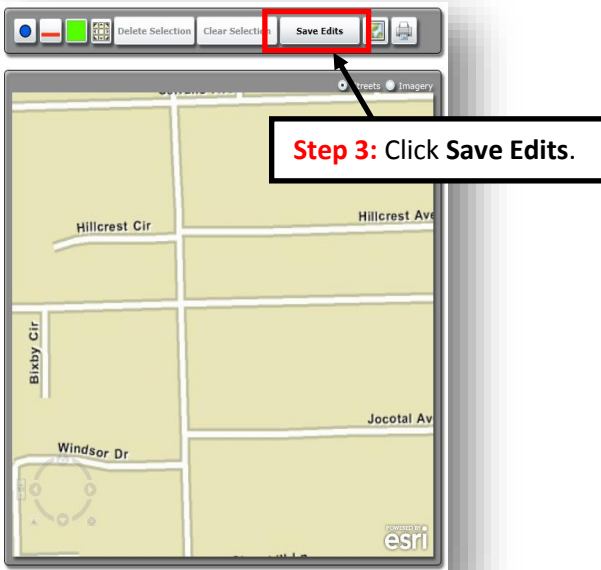 Delete Selection Clear Selection Save Edits
Streets Imagery
Step 3: Click Save Edits.
Hillcrest Cir
Hillcrest Ave
Bixby Cir
Jocotal Av
Windsor Dr
POWERED BY
esri